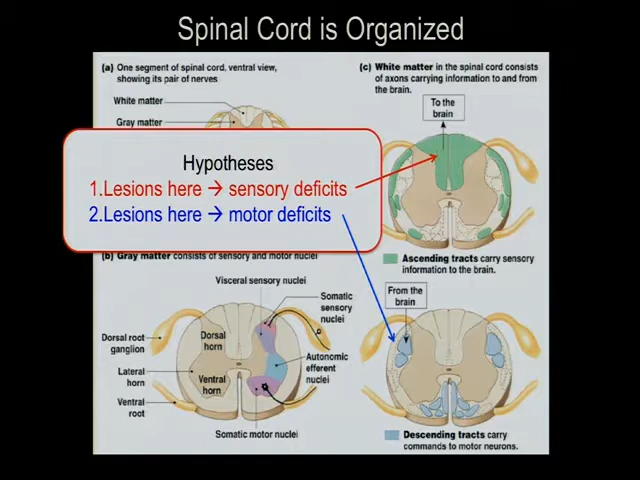 Spinal Cord is Organized
(a) One segment of spinal cord, ventral view,
showing its pair of nerves
White matter
Gray matter
(c) White matter in the spinal cord consists
of axons carrying information to and from
the brain.
To the
brain
Hypotheses
1.Lesions here → sensory deficits
2.Lesions here → motor deficits
Ascending tracts carry sensory
information to the brain.
(b) Gray matter consists of sensory and motor nuclei
Visceral sensory nuclei
Somatic
sensory
nuclei
Dorsal root
ganglion
Dorsal
horn
Autonomic
efferent
nuclei
Lateral
horn
Ventral
horn
Ventral
root
Somatic motor nuclei
From the
brain
Descending tracts carry
commands to motor neurons.